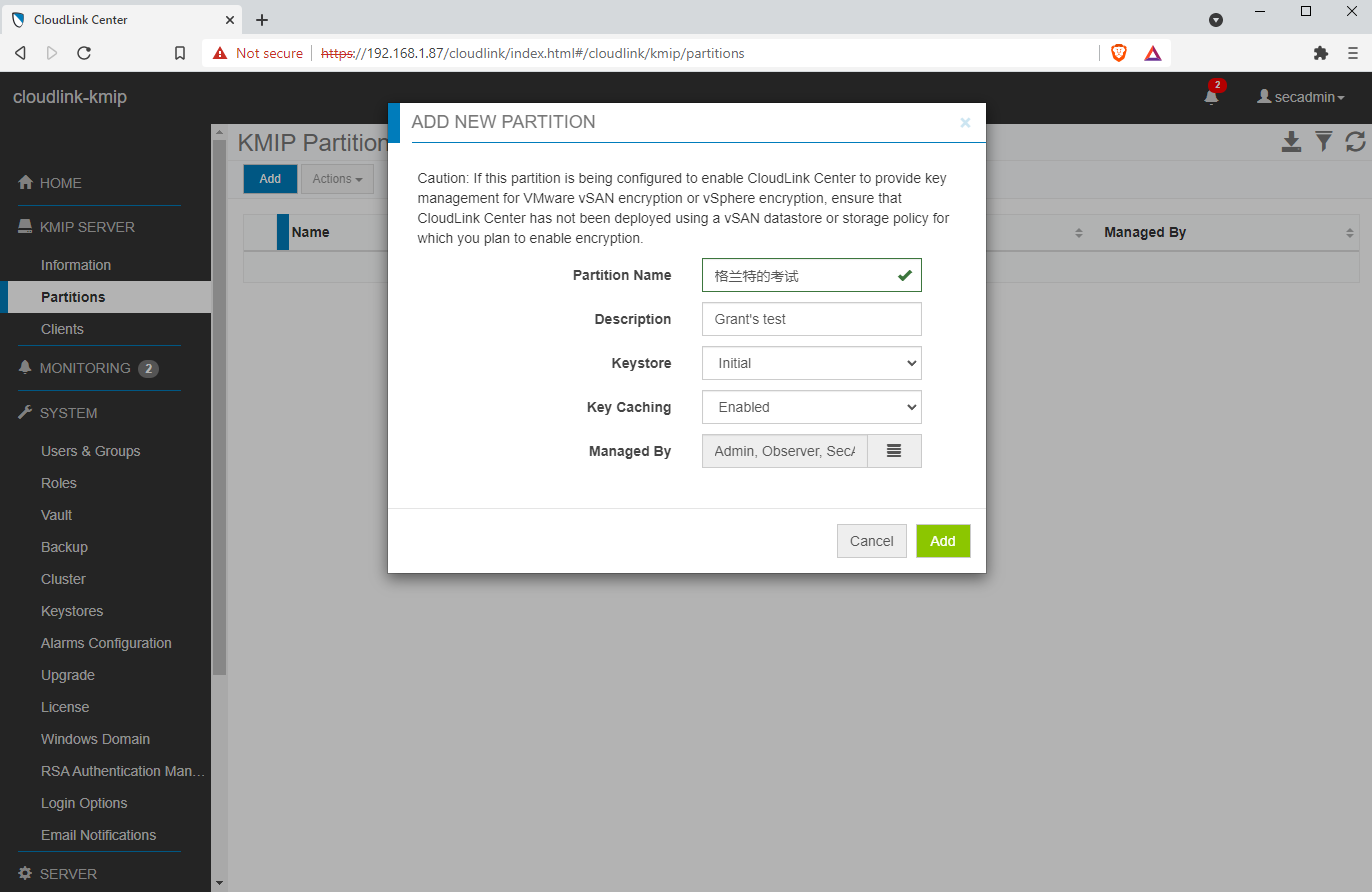 CloudLink Center
Not secure
https://192.168.1.87/cloudlink/index.html#/cloudlink/kmip/partitions
cloudlink-kmip
2
secadmin
HOME
KMIP SERVER
Information
Partitions
Clients
MONITORING 2
SYSTEM
Users & Groups
Roles
Vault
Backup
Cluster
Keystores
Alarms Configuration
Upgrade
License
Windows Domain
RSA Authentication Man…
Login Options
Email Notifications
SERVER
KMIP Partition
Add Actions
Name
Managed By
ADD NEW PARTITION
×
Caution: If this partition is being configured to enable CloudLink Center to provide key
management for VMware vSAN encryption or vSphere encryption, ensure that
CloudLink Center has not been deployed using a vSAN datastore or storage policy for
which you plan to enable encryption.
Partition Name 格兰特的考试
Description Grant's test
Keystore Initial
Key Caching Enabled
Managed By Admin, Observer, SecA
Cancel Add